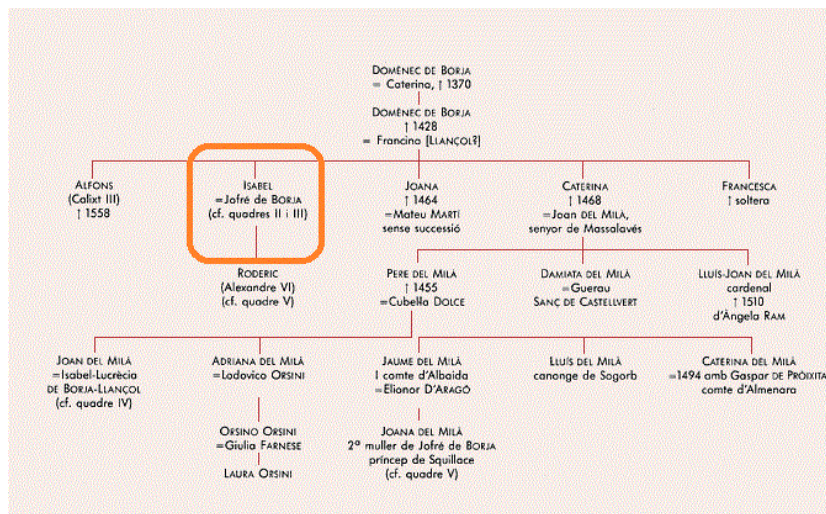 DOMÈNEC DE BORJA
= Caterina, † 1370
DOMÈNEC DE BORJA
† 1428
= Francina [LLANÇOL?]
ALFONS
(Calixt III)
† 1558
ISABEL
=Jofré de BORJA
(cf. quadres II i III)
JOANA
† 1464
=Mateu MARTÍ
sense successió
CATERINA
† 1468
=Joan DEL MILÀ,
senyor de Massalavés
FRANCESCA
† soltera
RODERIC
(Alexandre VI)
(cf. quadre V)
PERE DEL MILÀ
† 1455
=Cubella DOLCE
DAMIATA DEL MILÀ
=Guerau
SANÇ DE CASTELLVERT
LLUÍS-JOAN DEL MILÀ
cardenal
† 1510
d'Àngela RAM
JOAN DEL MILÀ
=Isabel-Lucrècia
DE BORJA-LLANÇOL
(cf. quadre IV)
ADRIANA DEL MILÀ
=Lodovico ORSINI
JAUME DEL MILÀ
I comte d'Albaida
=Elionor D'ARAGÓ
LLUÍS DEL MILÀ
canonge de Sogorb
CATERINA DEL MILÀ
=1494 amb Gaspar DE PRÒIXITA
comte d'Almenara
ORSINO ORSINI
=Giulia FARNESE
JOANA DEL MILÀ
2ª muller de Jofré de BORJA
príncep de Squillace
(cf. quadre V)
LAURA ORSINI